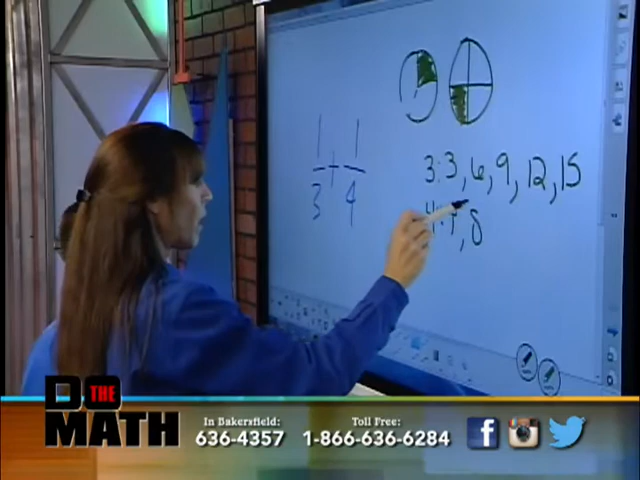 1 + 1
3 4
3:3,6,9,12,15
4:4,8
DO THE MATH
In Bakersfield:
636-4357
Toll Free:
1-866-636-6284